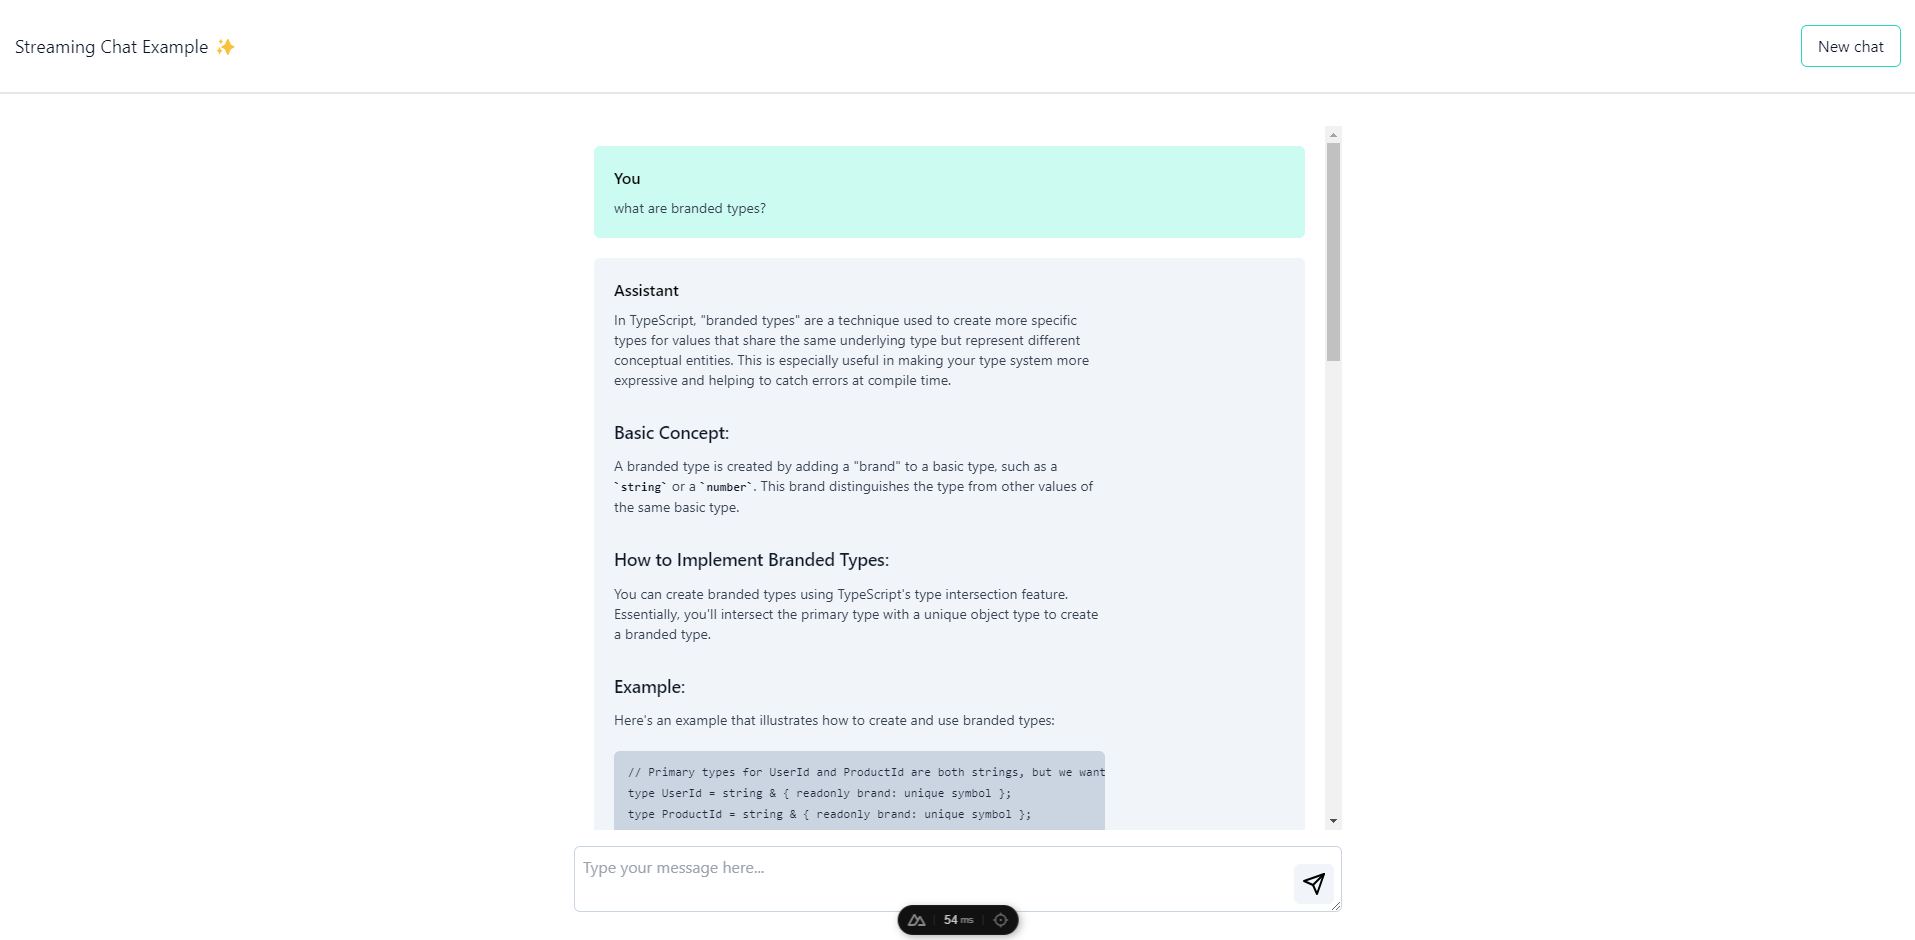 Streaming Chat Example ✨
New chat
You
what are branded types?
Assistant
In TypeScript, "branded types" are a technique used to create more specific
types for values that share the same underlying type but represent different
conceptual entities. This is especially useful in making your type system more
expressive and helping to catch errors at compile time.
Basic Concept:
A branded type is created by adding a "brand" to a basic type, such as a
`string` or a `number`. This brand distinguishes the type from other values of
the same basic type.
How to Implement Branded Types:
You can create branded types using TypeScript's type intersection feature.
Essentially, you'll intersect the primary type with a unique object type to create
a branded type.
Example:
Here's an example that illustrates how to create and use branded types:
// Primary types for UserId and ProductId are both strings, but we want
type UserId = string & { readonly brand: unique symbol };
type ProductId = string & { readonly brand: unique symbol };
Type your message here...
54 ms